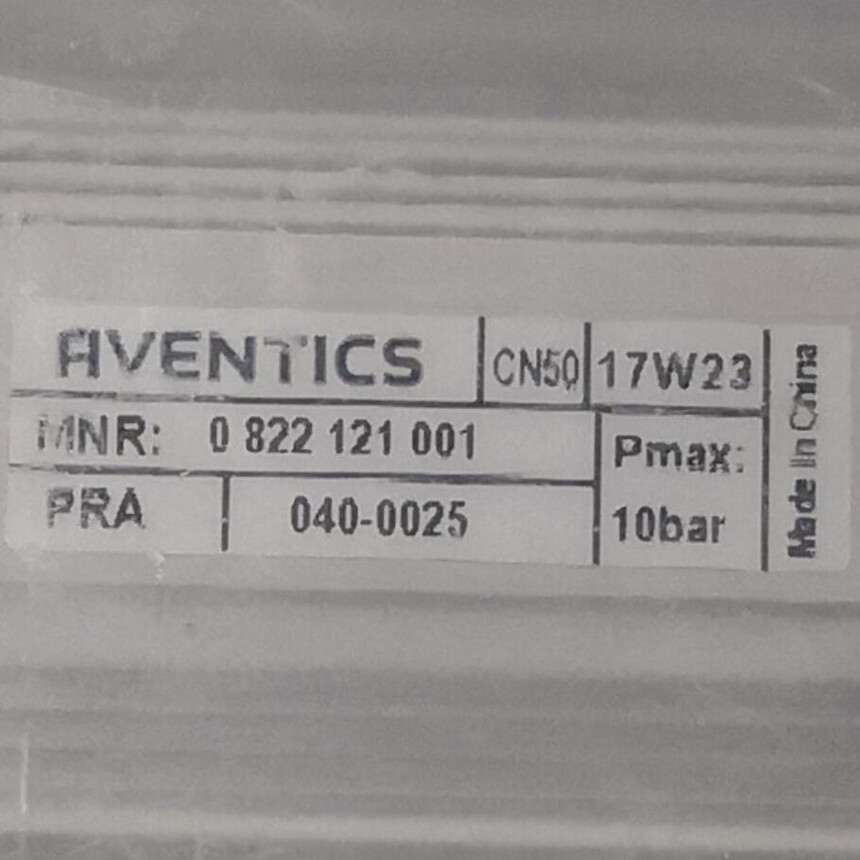 AVENTICS CN50 17W23
MNR: 0 822 121 001
Pmax:
PRA 040-0025
10bar
Made In China